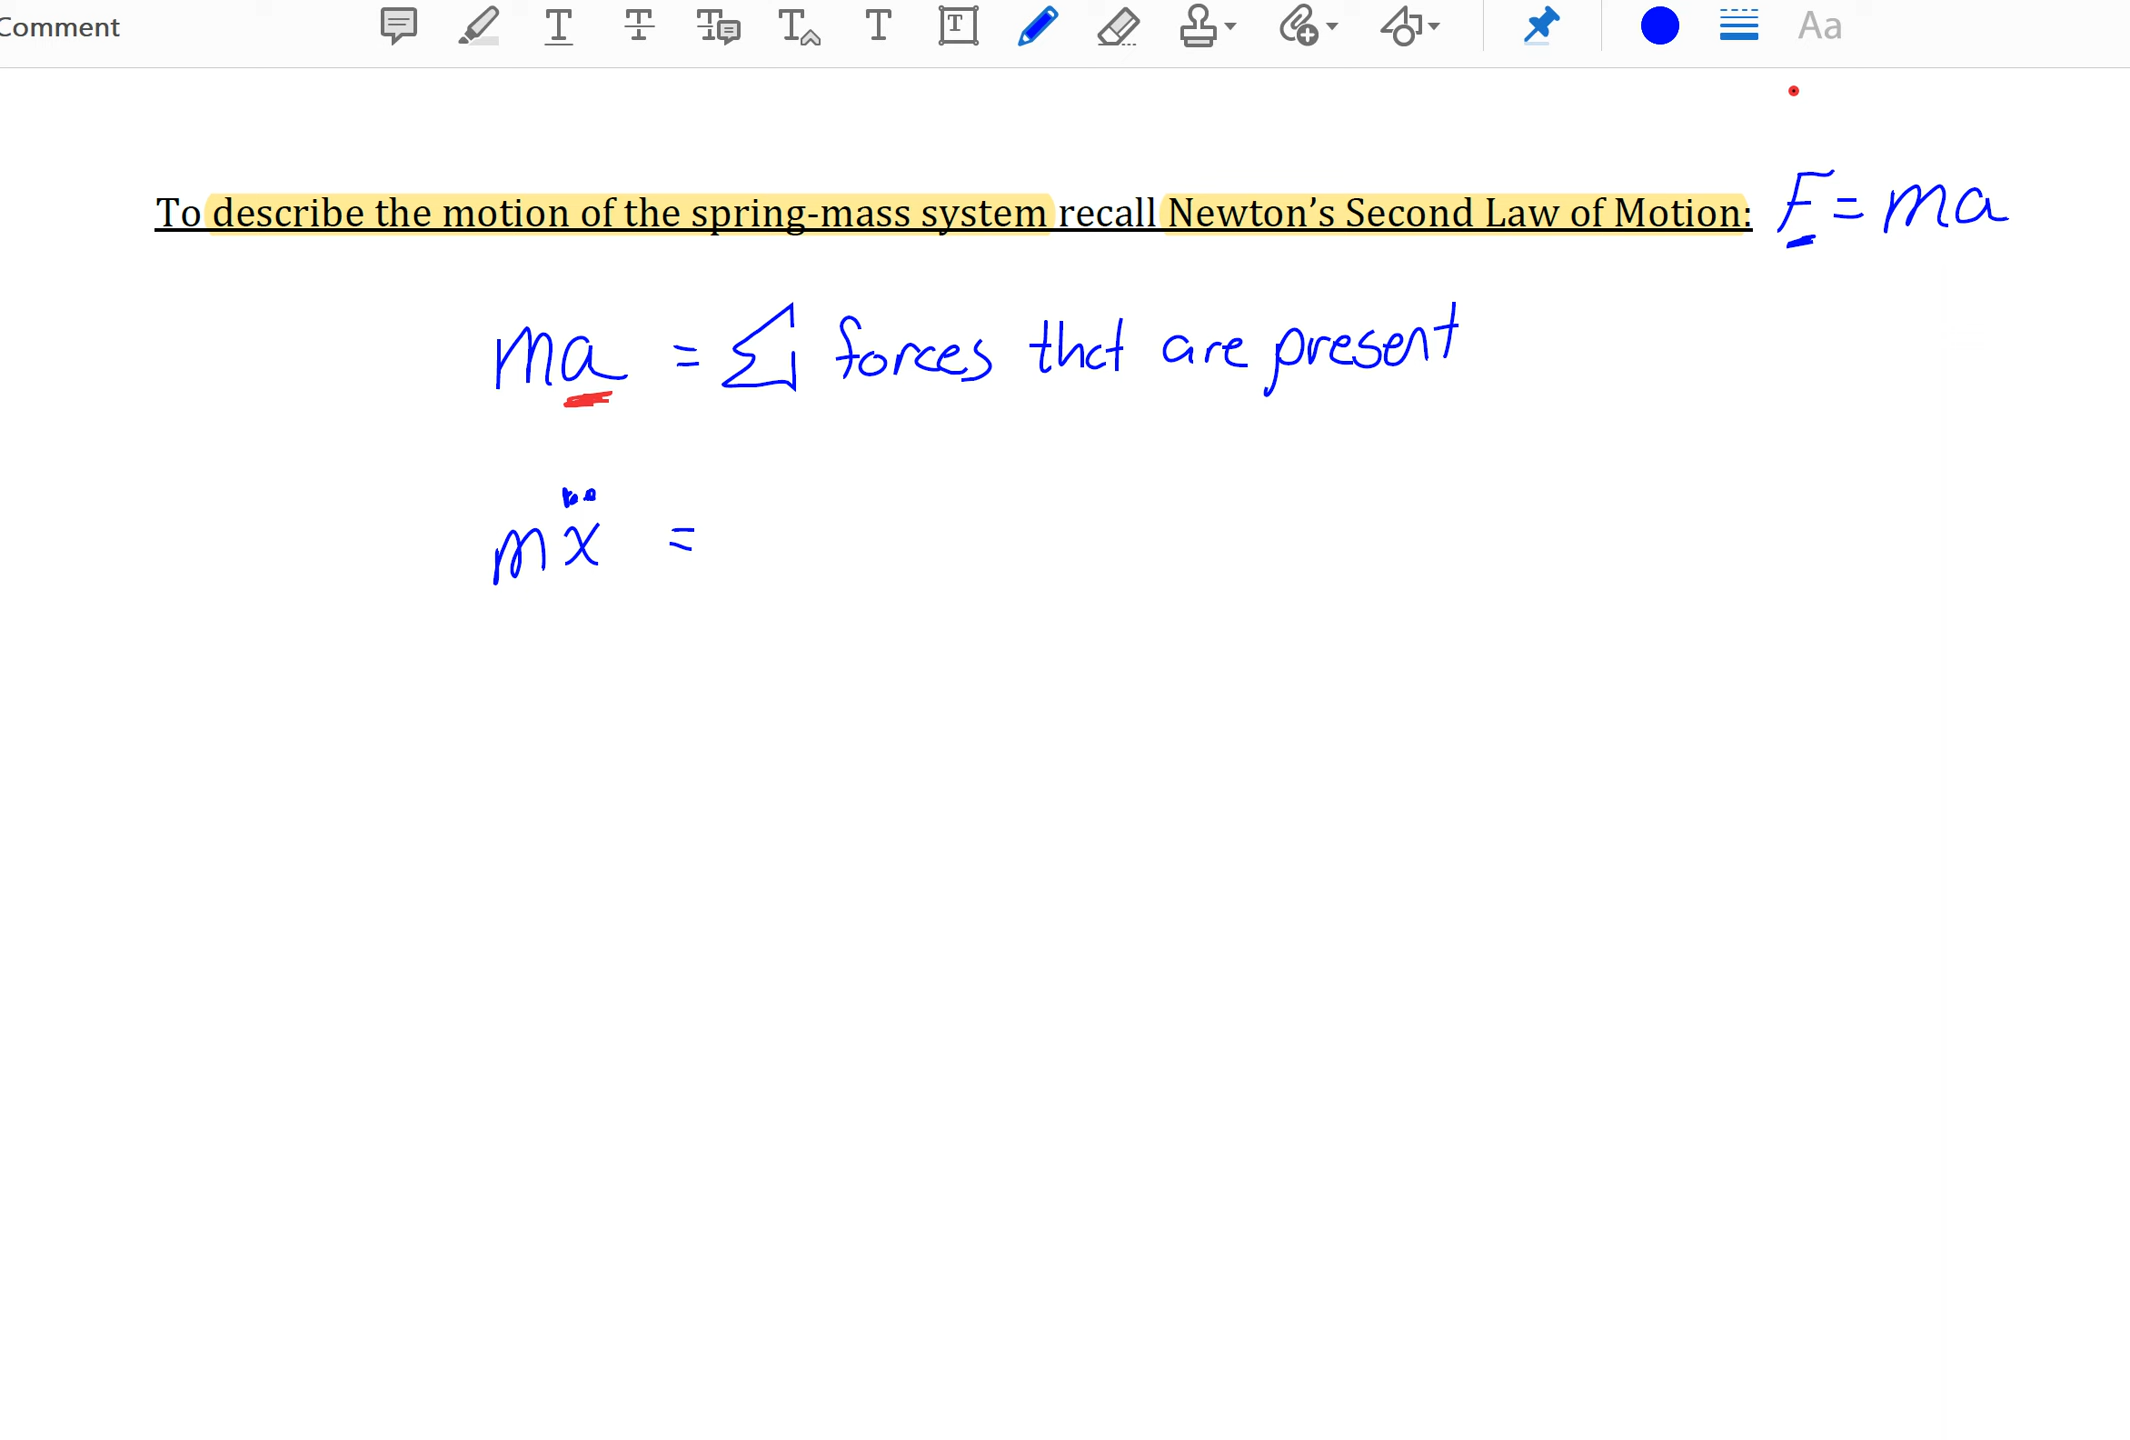 Comment
Aa
To describe the motion of the spring-mass system recall Newton's Second Law of Motion: F = ma
ma = Σ forces that are present
mẍ =